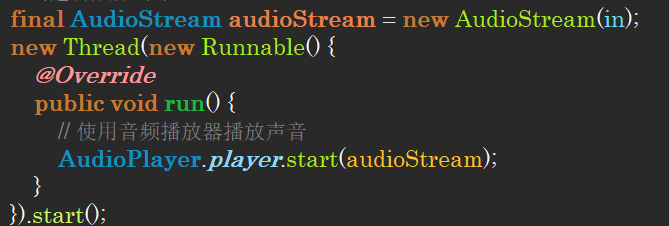 final AudioStream audioStream = new AudioStream(in);
new Thread(new Runnable() {
@Override
public void run() {
// 使用音频播放器播放声音
AudioPlayer.player.start(audioStream);
}
}).start();